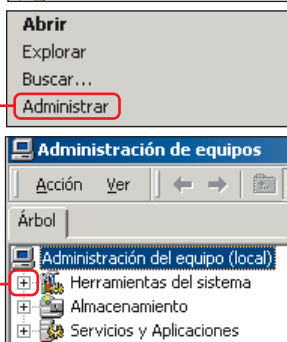 Abrir
Explorar
Buscar...
Administrar
Administración de equipos
Acción Ver
Árbol
Administración del equipo (local)
Herramientas del sistema
Almacenamiento
Servicios y Aplicaciones